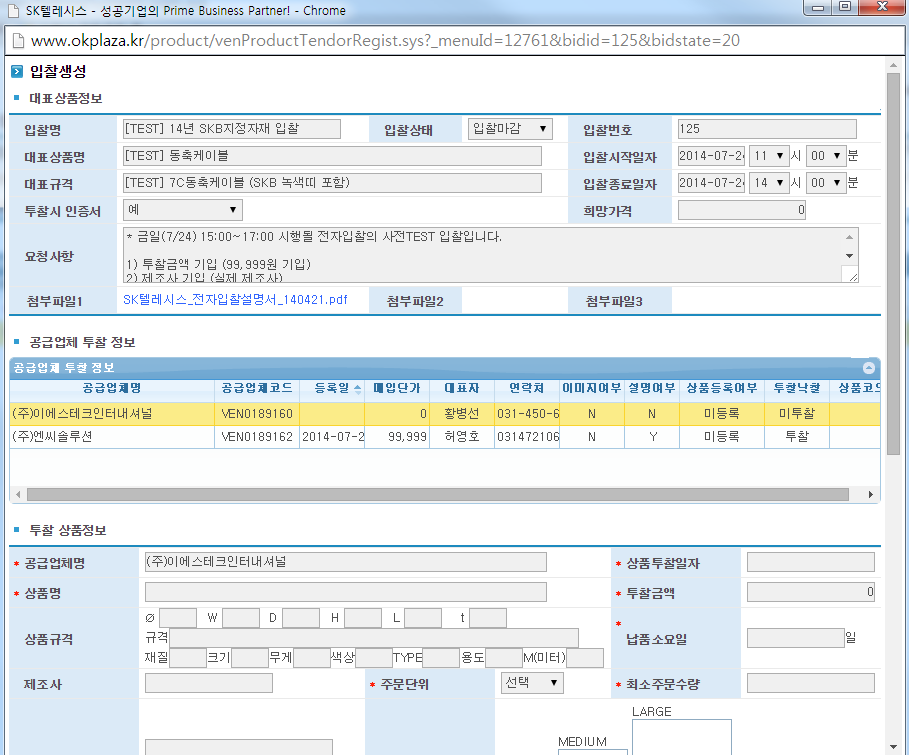 SK텔레시스 - 성공기업의 Prime Business Partner! - Chrome
www.okplaza.kr/product/venProductTendorRegist.sys?_menuId=12761&bidid=125&bidstate=20
입찰생성
대표상품정보
입찰명 [TEST] 14년 SKB지정자재 입찰 입찰상태 입찰마감 입찰번호 125
대표상품명 [TEST] 동축케이블 입찰시작일자 2014-07-24 11 시 00 분
대표규격 [TEST] 7C동축케이블 (SKB 녹색띠 포함) 입찰종료일자 2014-07-24 14 시 00 분
투찰시 인증서 예 희망가격 0
요청사항 * 금일(7/24) 15:00~17:00 시행될 전자입찰의 사전TEST 입찰입니다.
1) 투찰금액 기입 (99,999원 기입)
2) 제조사 기입 (실제 제조사)
첨부파일1 SK텔레시스_전자입찰설명서_140421.pdf 첨부파일2 첨부파일3
공급업체 투찰 정보
공급업체 투찰 정보
공급업체명 공급업체코드 등록일 매입단가 대표자 연락처 이미지여부 설명여부 상품등록여부 투찰낙찰 상품코드
(주)이에스테크인터내셔널 VEN0189160 0 황병선 031-450-6 N N 미등록 미투찰
(주)엔씨솔루션 VEN0189162 2014-07-2 99,999 허영호 031472106 N Y 미등록 투찰
투찰 상품정보
* 공급업체명 (주)이에스테크인터내셔널 * 상품투찰일자
* 상품명 * 투찰금액 0
상품규격 Ø W D H L t
규격
재질 크기 무게 색상 TYPE 용도 M(미터)
* 납품소요일 일
제조사 * 주문단위 선택 * 최소주문수량
LARGE
MEDIUM